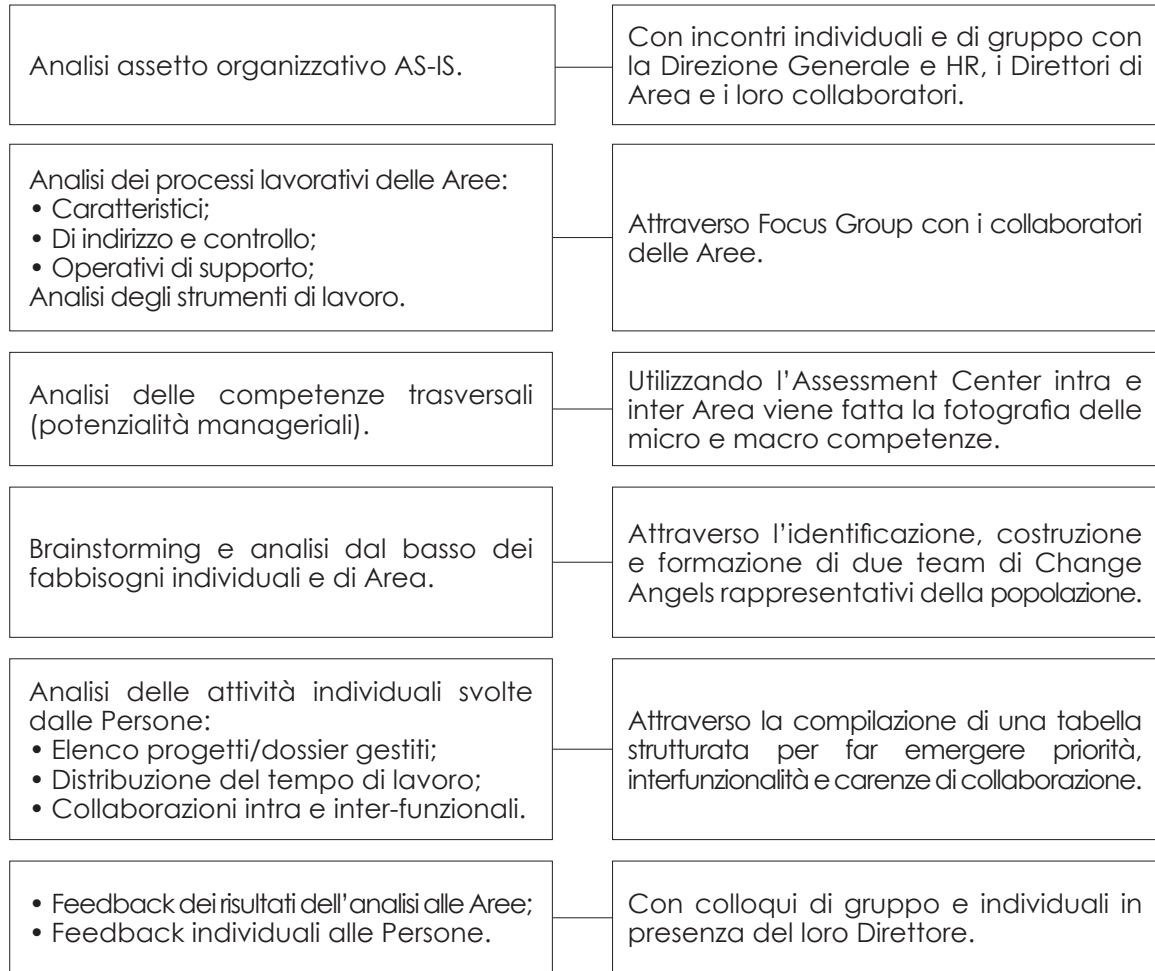 Analisi assetto organizzativo AS-IS.
Con incontri individuali e di gruppo con
la Direzione Generale e HR, i Direttori di
Area e i loro collaboratori.
Analisi dei processi lavorativi delle Aree:
• Caratteristici;
• Di indirizzo e controllo;
• Operativi di supporto;
Analisi degli strumenti di lavoro.
Attraverso Focus Group con i collaboratori
delle Aree.
Analisi delle competenze trasversali
(potenzialità manageriali).
Utilizzando l’Assessment Center intra e
inter Area viene fatta la fotografia delle
micro e macro competenze.
Brainstorming e analisi dal basso dei
fabbisogni individuali e di Area.
Attraverso l’identificazione, costruzione
e formazione di due team di Change
Angels rappresentativi della popolazione.
Analisi delle attività individuali svolte
dalle Persone:
• Elenco progetti/dossier gestiti;
• Distribuzione del tempo di lavoro;
• Collaborazioni intra e inter-funzionali.
Attraverso la compilazione di una tabella
strutturata per far emergere priorità,
interfunzionalità e carenze di collaborazione.
• Feedback dei risultati dell’analisi alle Aree;
• Feedback individuali alle Persone.
Con colloqui di gruppo e individuali in
presenza del loro Direttore.